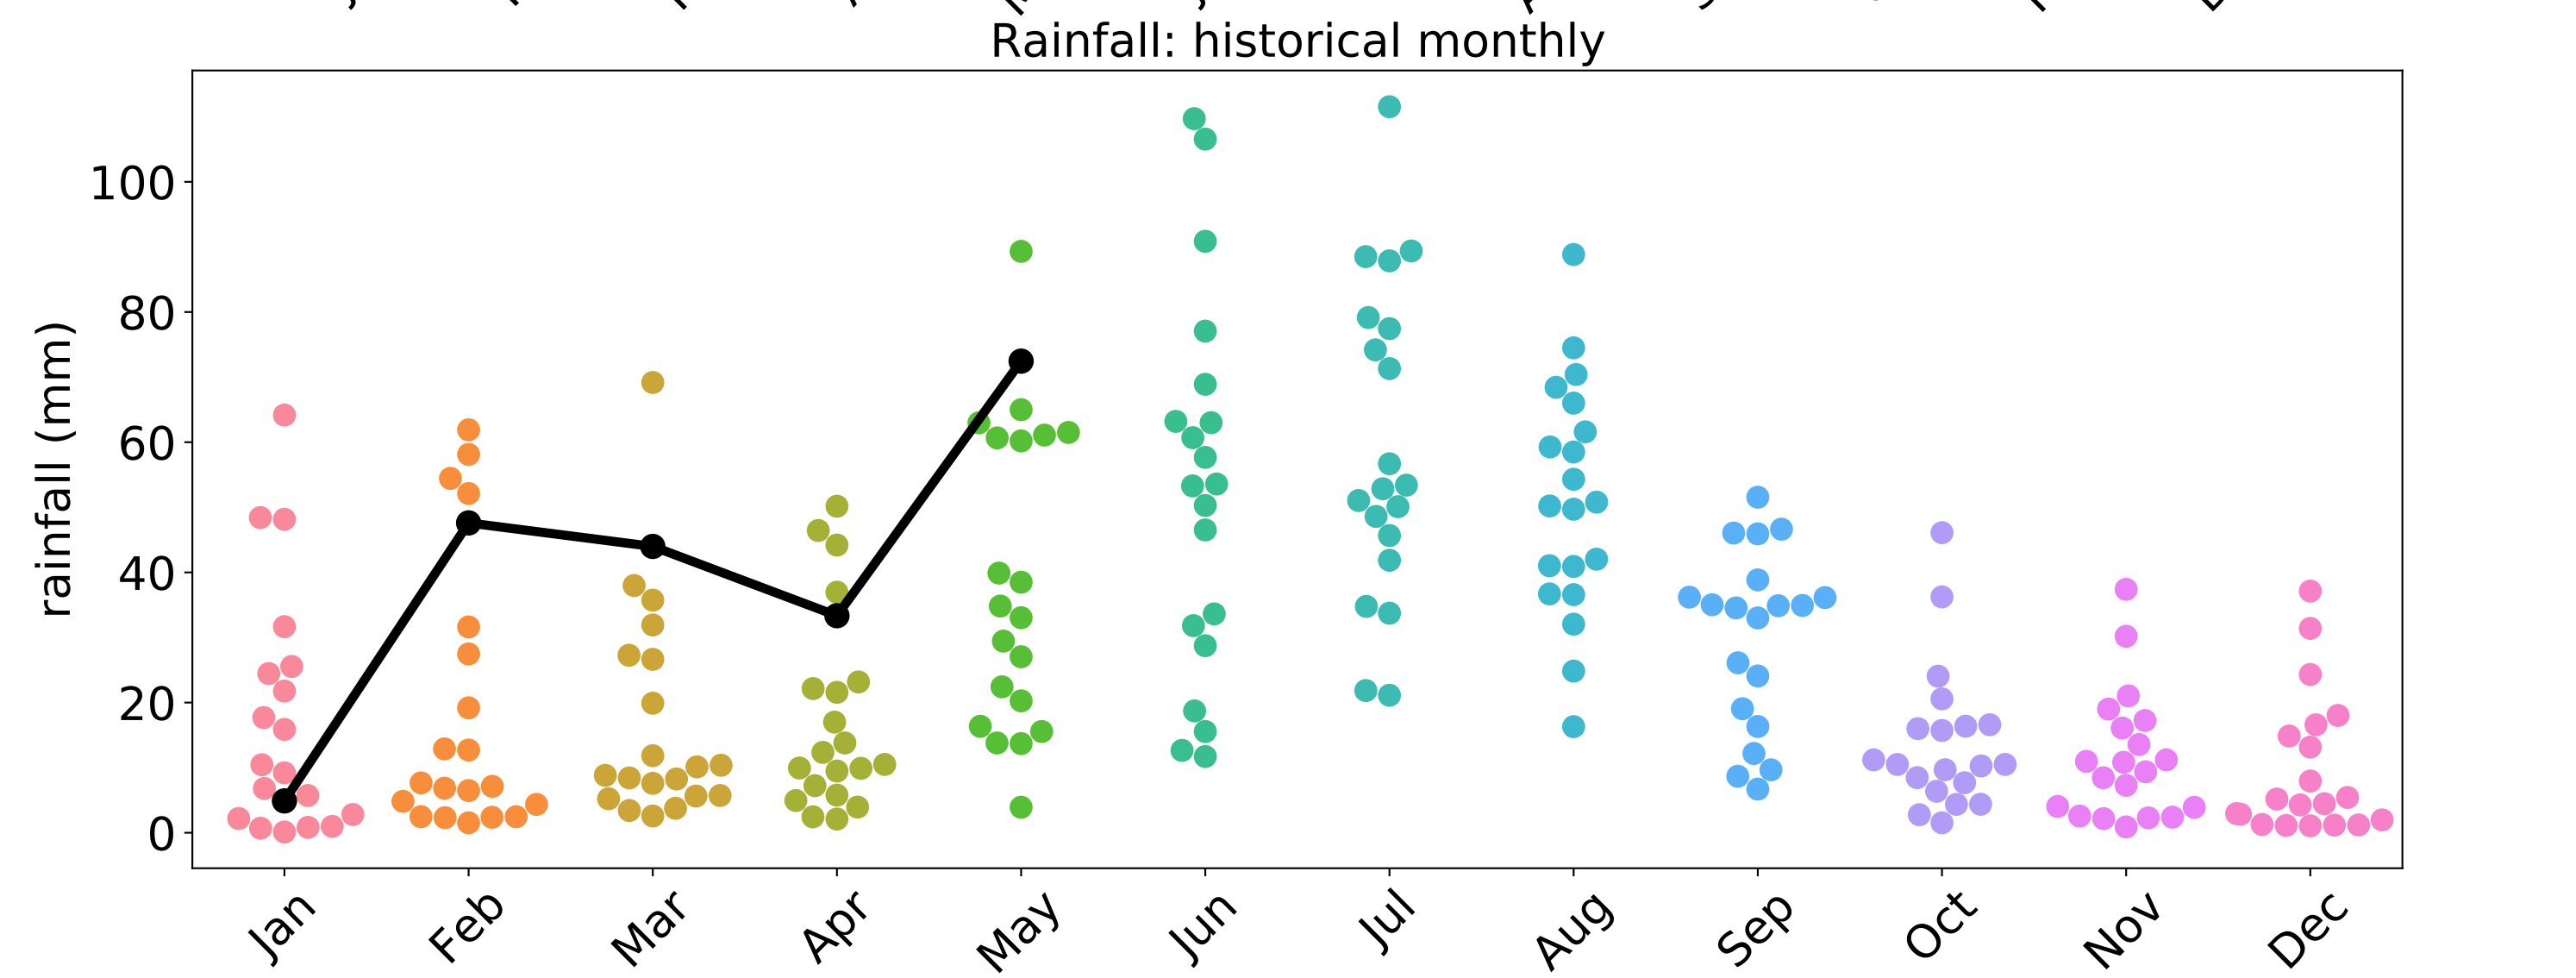 Rainfall: historical monthly
rainfall (mm)
100
80
60
40
20
0
Jan
Feb
Mar
Apr
May
Jun
Jul
Aug
Sep
Oct
Nov
Dec